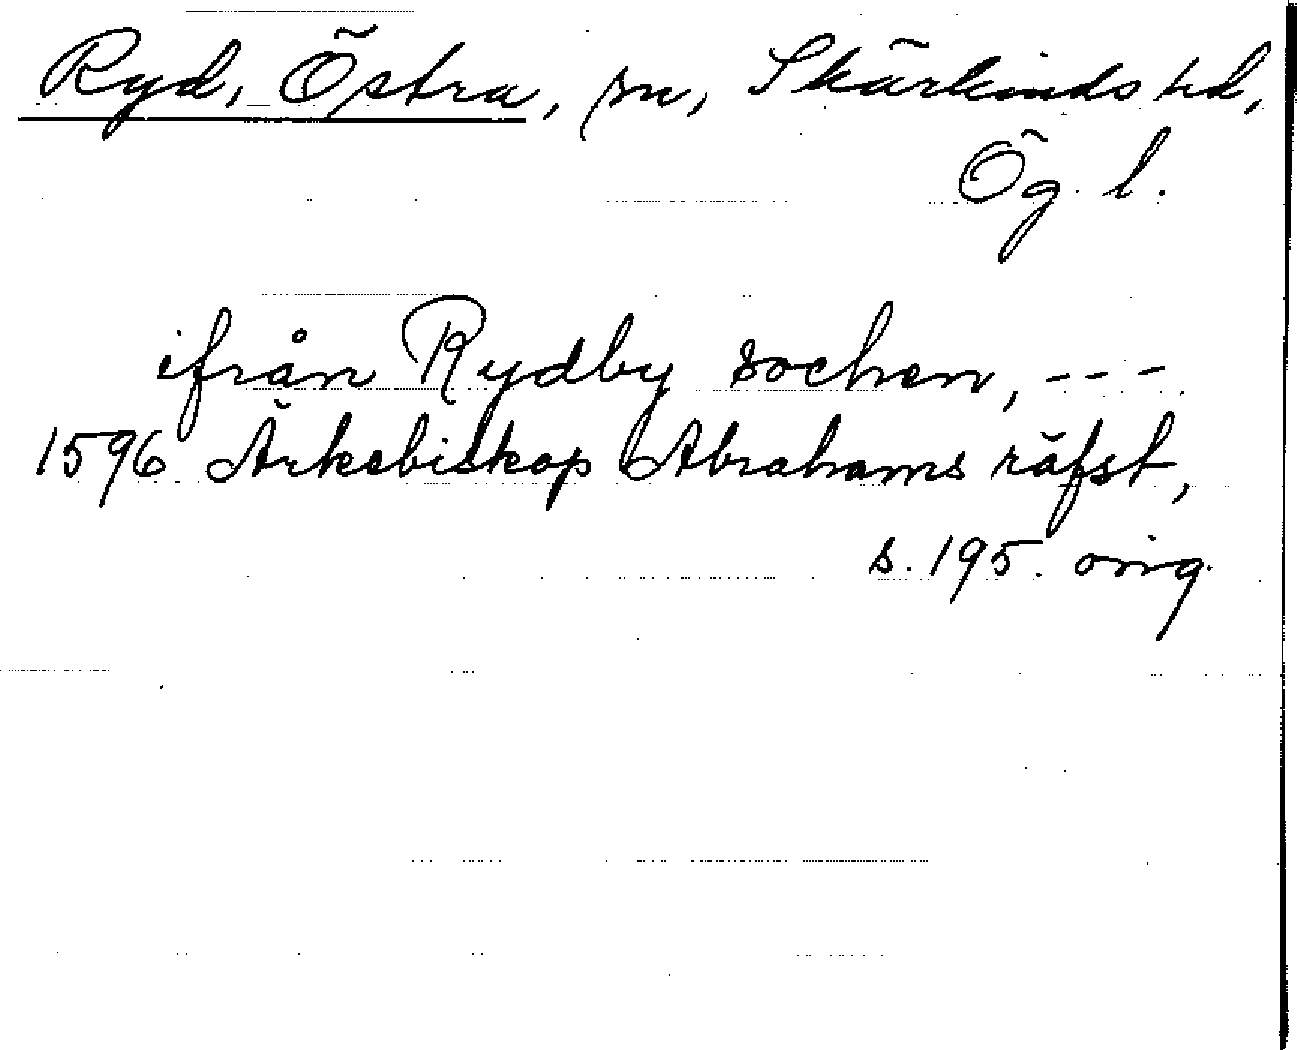 Ryd, Östra, sn, Skärkinds hd,
Ög. l.
ifrån Rydby sochen, ---
1596 Ärkebiskop Abrahams räfst,
s. 195. orig.